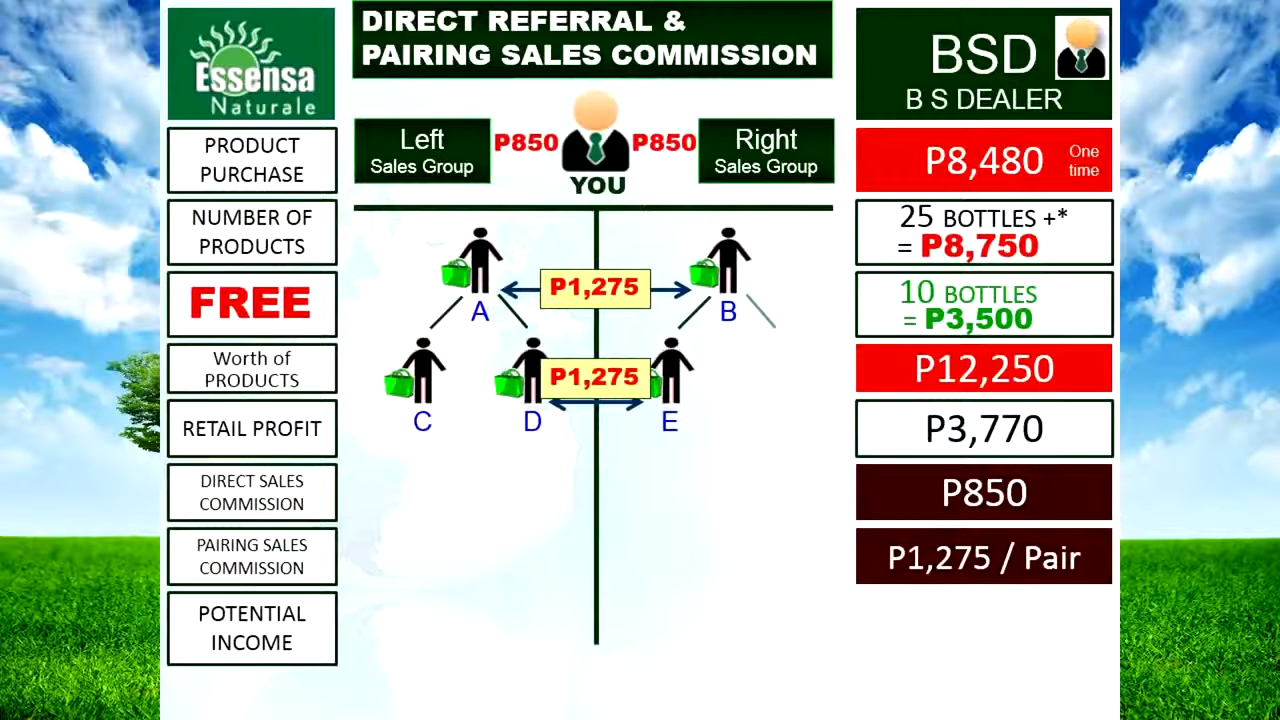 Essensa
Naturale
PRODUCT
PURCHASE
NUMBER OF
PRODUCTS
FREE
Worth of
PRODUCTS
RETAIL PROFIT
DIRECT SALES
COMMISSION
PAIRING SALES
COMMISSION
POTENTIAL
INCOME
DIRECT REFERRAL &
PAIRING SALES COMMISSION
Left
Sales Group
P850
P850
Right
Sales Group
YOU
P1,275
A
B
P1,275
C
D
E
BSD
B S DEALER
P8,480 One
time
25 BOTTLES +*
= P8,750
10 BOTTLES
= P3,500
P12,250
P3,770
P850
P1,275 / Pair